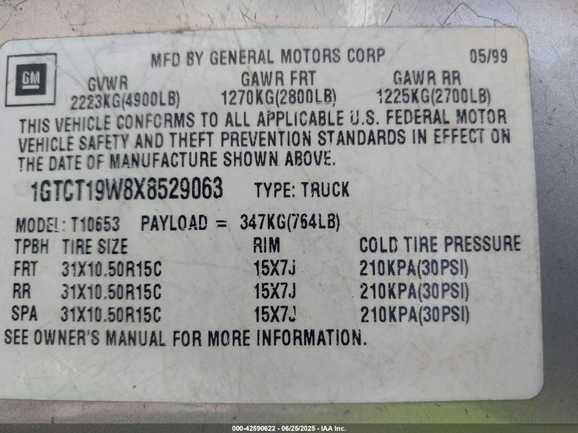 MFD BY GENERAL MOTORS CORP 05/99
GM
GVWR GAWR FRT GAWR RR
2223KG(4900LB) 1270KG(2800LB) 1225KG(2700LB)
THIS VEHICLE CONFORMS TO ALL APPLICABLE U.S. FEDERAL MOTOR
VEHICLE SAFETY AND THEFT PREVENTION STANDARDS IN EFFECT ON
THE DATE OF MANUFACTURE SHOWN ABOVE.
1GTCT19W8X8529063 TYPE: TRUCK
MODEL: T10653 PAYLOAD = 347KG(764LB)
TPBH TIRE SIZE RIM COLD TIRE PRESSURE
FRT 31X10.50R15C 15X7J 210KPA(30PSI)
RR 31X10.50R15C 15X7J 210KPA(30PSI)
SPA 31X10.50R15C 15X7J 210KPA(30PSI)
SEE OWNER'S MANUAL FOR MORE INFORMATION.
000-42590622 - 06/25/2025 - IAA Inc.